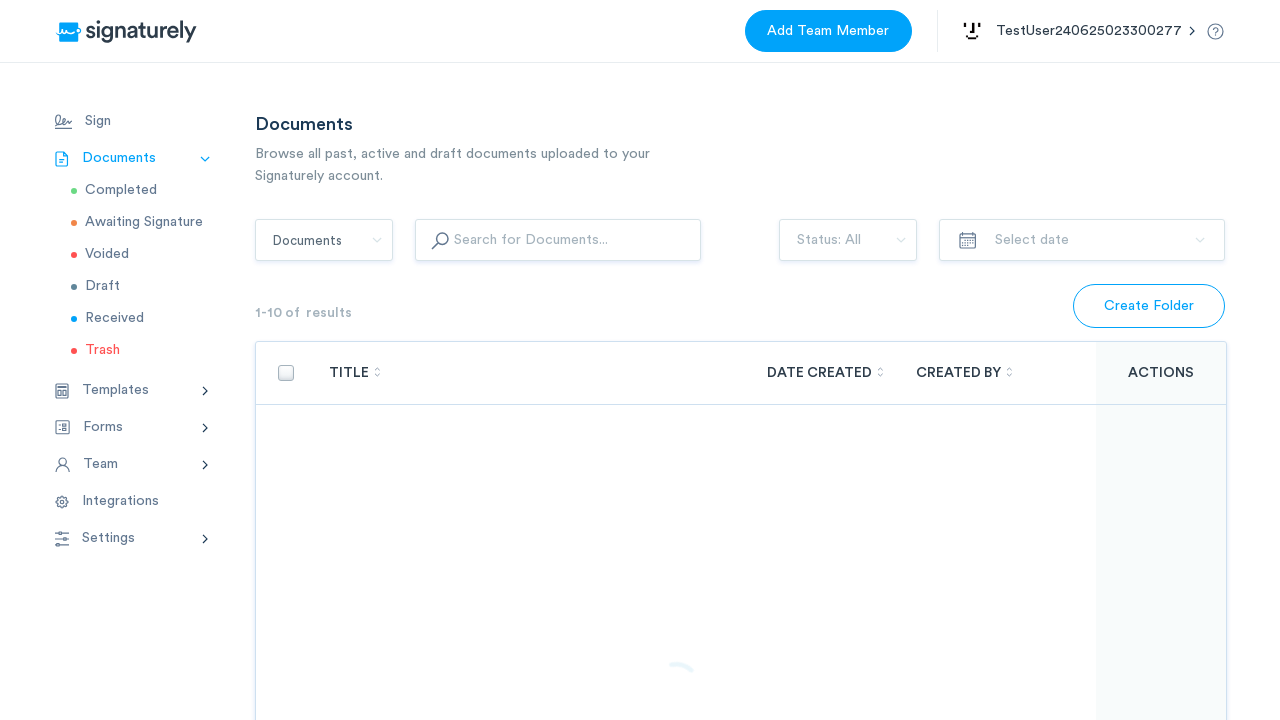 signaturely
Add Team Member
TestUser240625023300277
Sign
Documents
Completed
Awaiting Signature
Voided
Draft
Received
Trash
Templates
Forms
Team
Integrations
Settings
Documents
Browse all past, active and draft documents uploaded to your
Signaturely account.
Documents
Search for Documents...
Status: All
Select date
1-10 of results
Create Folder
TITLE
DATE CREATED
CREATED BY
ACTIONS